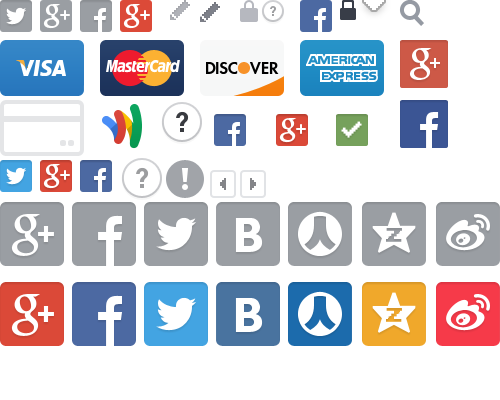 g+
g+
?
VISA
MasterCard
DISCOVER
AMERICAN
EXPRESS
g+
?
f
g+
f
g+
f
?
!
g+
f
B
z
g+
f
B
z